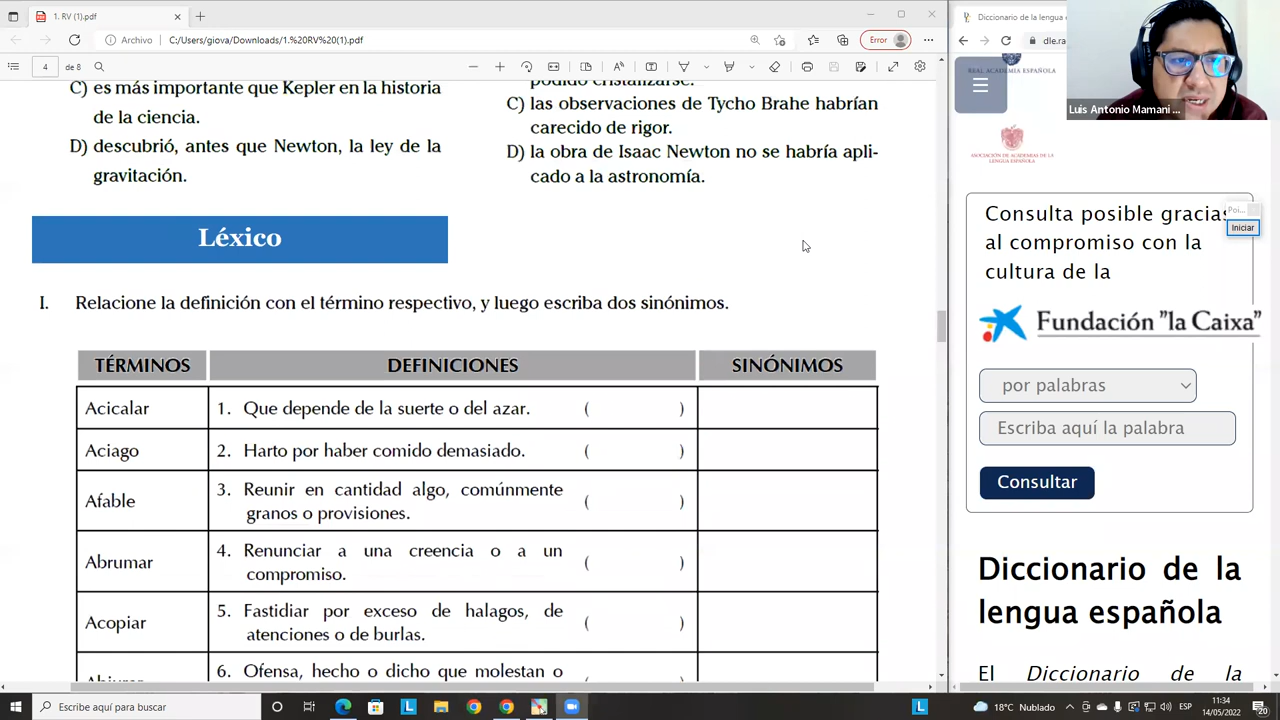 1. RV (1).pdf
Diccionario de la lengua e
Archivo
C:/Users/giova/Downloads/1.%20RV%20(1).pdf
Error
dle.ra
4
de 8
REAL ACADEMIA ESPAÑOLA
Luis Antonio Mamani ...
ASOCIACIÓN DE ACADEMIAS DE LA
LENGUA ESPAÑOLA
C) es más importante que Kepler en la historia
de la ciencia.
D) descubrió, antes que Newton, la ley de la
gravitación.
podido cristalizarse.
C) las observaciones de Tycho Brahe habrían
carecido de rigor.
D) la obra de Isaac Newton no se habría apli-
cado a la astronomía.
Léxico
I. Relacione la definición con el término respectivo, y luego escriba dos sinónimos.
TÉRMINOS DEFINICIONES SINÓNIMOS
Acicalar 1. Que depende de la suerte o del azar. ( )
Aciago 2. Harto por haber comido demasiado. ( )
Afable 3. Reunir en cantidad algo, comúnmente
granos o provisiones. ( )
Abrumar 4. Renunciar a una creencia o a un
compromiso. ( )
Acopiar 5. Fastidiar por exceso de halagos, de
atenciones o de burlas. ( )
Abjurar 6. Ofensa, hecho o dicho que molestan o
Consulta posible gracias
al compromiso con la
cultura de la
Poi...
Iniciar
Fundación "la Caixa"
por palabras
Escriba aquí la palabra
Consultar
Diccionario de la
lengua española
El Diccionario de la
Escribe aquí para buscar
18°C Nublado
ESP
11:34
14/05/2022
20